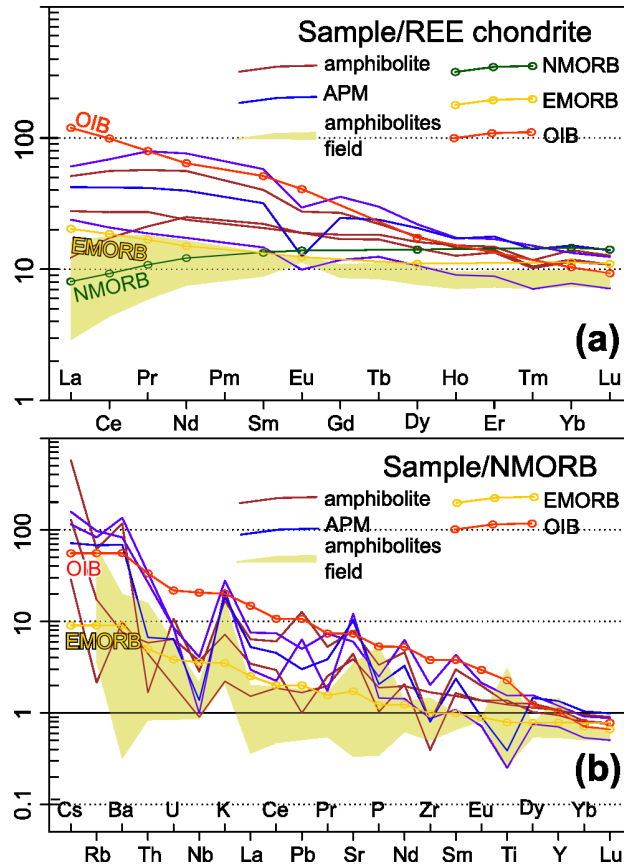 (a)
Sample/REE chondrite
amphibolite
APM
amphibolites
field
NMORB
EMORB
OIB
100
10
1
OIB
EMORB
NMORB
La Pr Pm Eu Tb Ho Tm Lu
Ce Nd Sm Gd Dy Er Yb
(b)
Sample/NMORB
amphibolite
APM
amphibolites
field
EMORB
OIB
100
10
1
0.1
OIB
EMORB
Cs Ba U K Ce Pr P Zr Eu Dy Yb
Rb Th Nb La Pb Sr Nd Sm Ti Y Lu